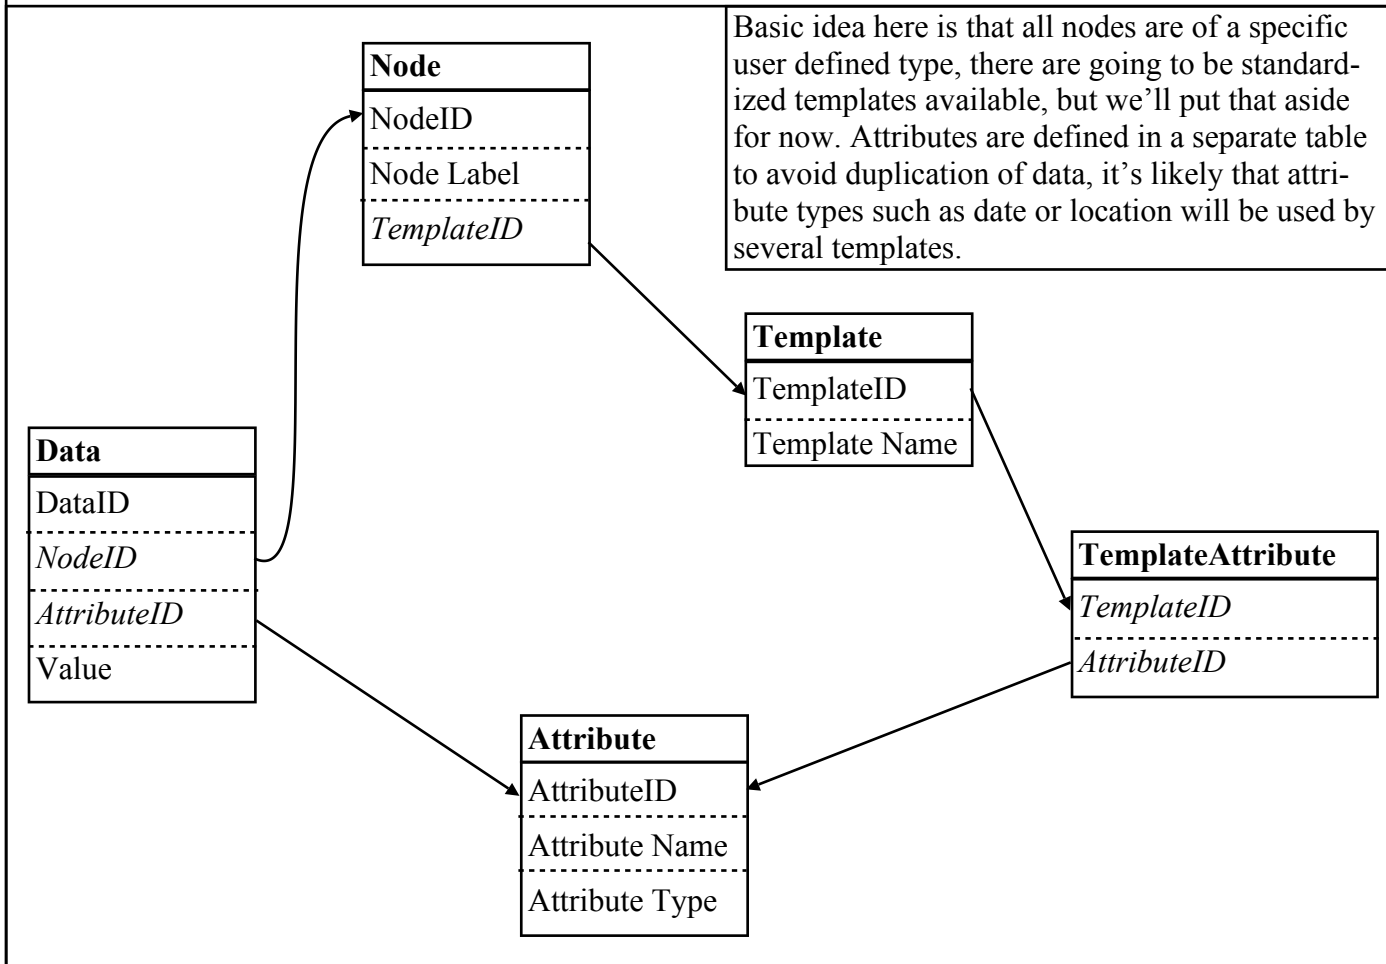 Basic idea here is that all nodes are of a specific
user defined type, there are going to be standard-
ized templates available, but we’ll put that aside
for now. Attributes are defined in a separate table
to avoid duplication of data, it’s likely that attri-
bute types such as date or location will be used by
several templates.
Node
NodeID
Node Label
TemplateID
Template
TemplateID
Template Name
Data
DataID
NodeID
AttributeID
Value
TemplateAttribute
TemplateID
AttributeID
Attribute
AttributeID
Attribute Name
Attribute Type